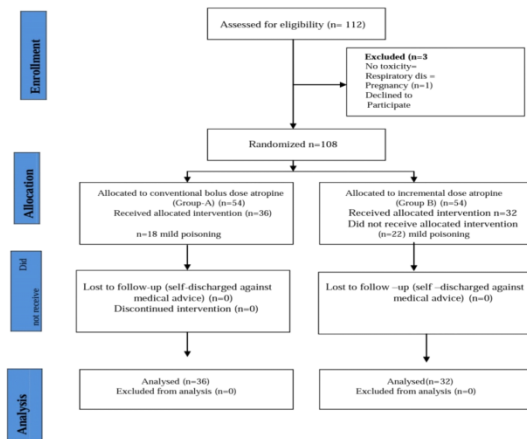 Enrollment
Assessed for eligibility (n= 112)
Excluded (n=3
No toxicity=
Respiratory dis =
Pregnancy (n=1)
Declined to
Participate
Randomized n=108
Allocation
Allocated to conventional bolus dose atropine
(Group-A) (n=54)
Received allocated intervention (n=36)
n=18 mild poisoning
Allocated to incremental dose atropine
(Group B) (n=54)
Received allocated intervention n=32
Did not receive allocated intervention
(n=22) mild poisoning
Did
not receive
Lost to follow-up (self-discharged against
medical advice) (n=0)
Discontinued intervention (n=0)
Lost to follow –up (self –discharged against
medical advice) (n=0)
Analysis
Analysed (n=36)
Excluded from analysis (n=0)
Analysed(n=32)
Excluded from analysis (n=0)